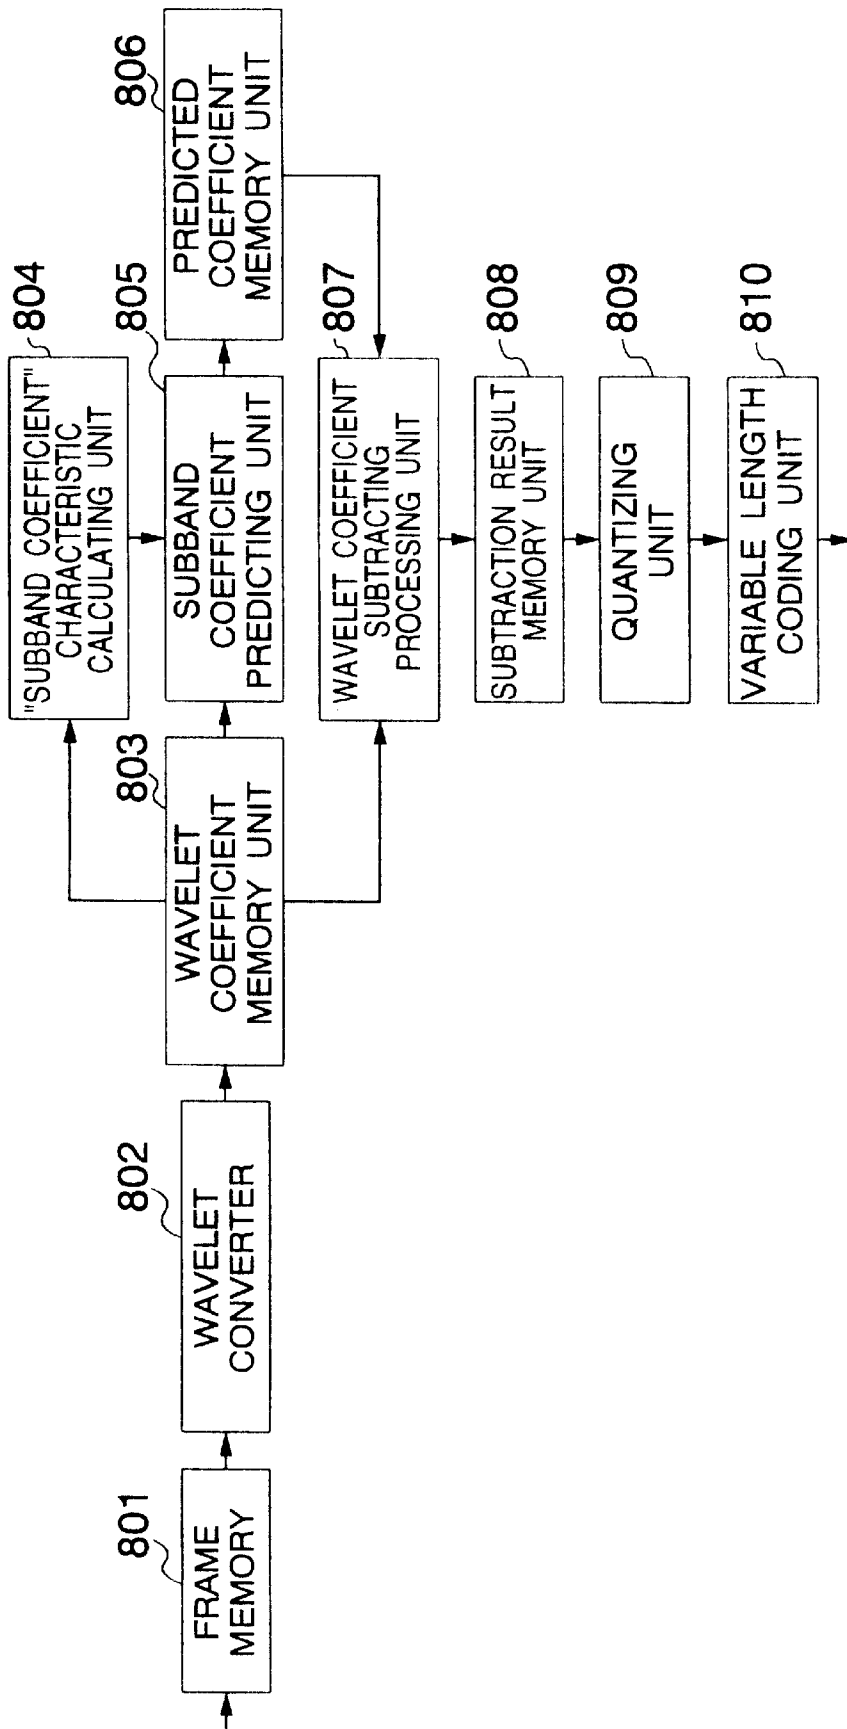 801
FRAME
MEMORY
802
WAVELET
CONVERTER
803
WAVELET
COEFFICIENT
MEMORY UNIT
804
"SUBBAND COEFFICIENT"
CHARACTERISTIC
CALCULATING UNIT
805
SUBBAND
COEFFICIENT
PREDICTING UNIT
806
PREDICTED
COEFFICIENT
MEMORY UNIT
807
WAVELET COEFFICIENT
SUBTRACTING
PROCESSING UNIT
808
SUBTRACTION RESULT
MEMORY UNIT
809
QUANTIZING
UNIT
810
VARIABLE LENGTH
CODING UNIT